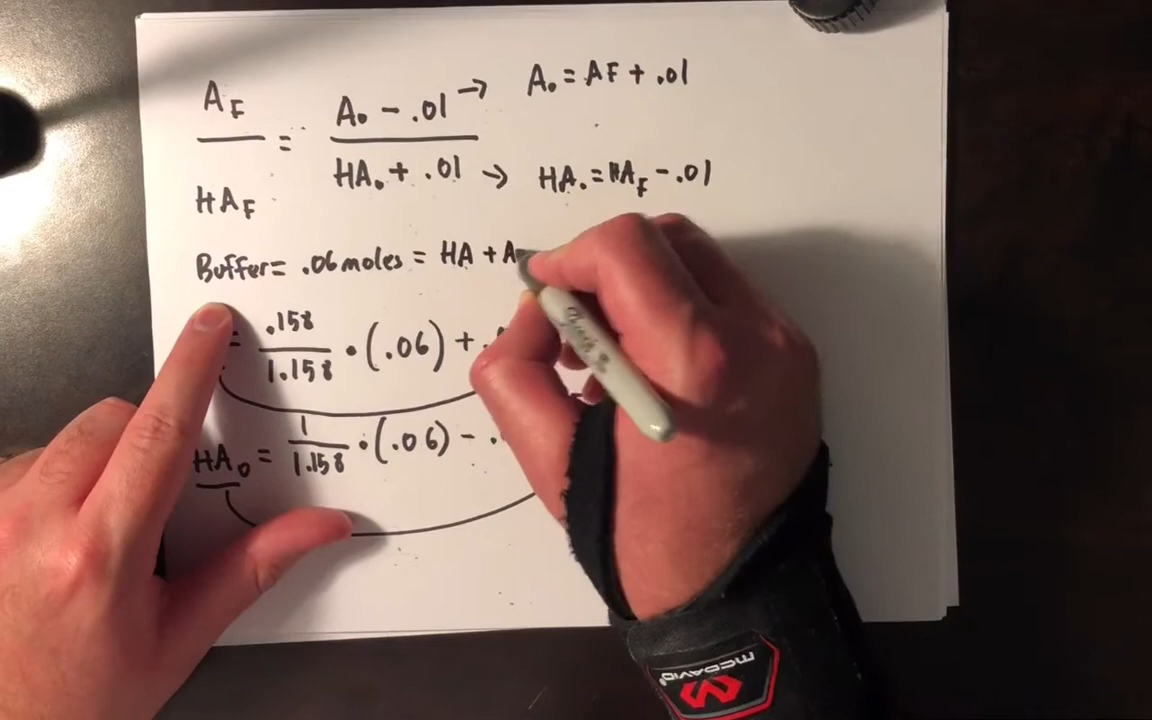 A_F / HA_F = A₀ - .01 / HA₀ + .01
→ A₀ = AF + .01
→ HA₀ = HA_F - .01
Buffer = .06 moles = HA + A
= .158 / 1.158 · (.06) +
HA₀ = 1 / 1.158 · (.06) - .
MCDAVID